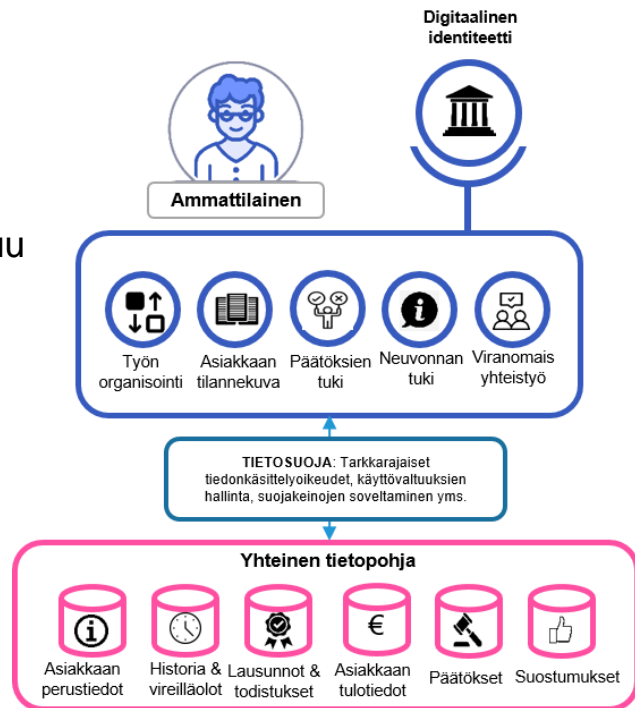 Digitaalinen
identiteetti
Ammattilainen
uu
Työn
organisointi
Asiakkaan
tilannekuva
Päätöksien
tuki
Neuvonnan
tuki
Viranomais
yhteistyö
TIETOSUOJA: Tarkkarajaiset
tiedonkäsittelyoikeudet, käyttövaltuuksien
hallinta, suojakeinojen soveltaminen yms.
Yhteinen tietopohja
Asiakkaan
perustiedot
Historia &
vireilläolot
Lausunnot &
todistukset
€
Asiakkaan
tulotiedot
Päätökset
Suostumukset